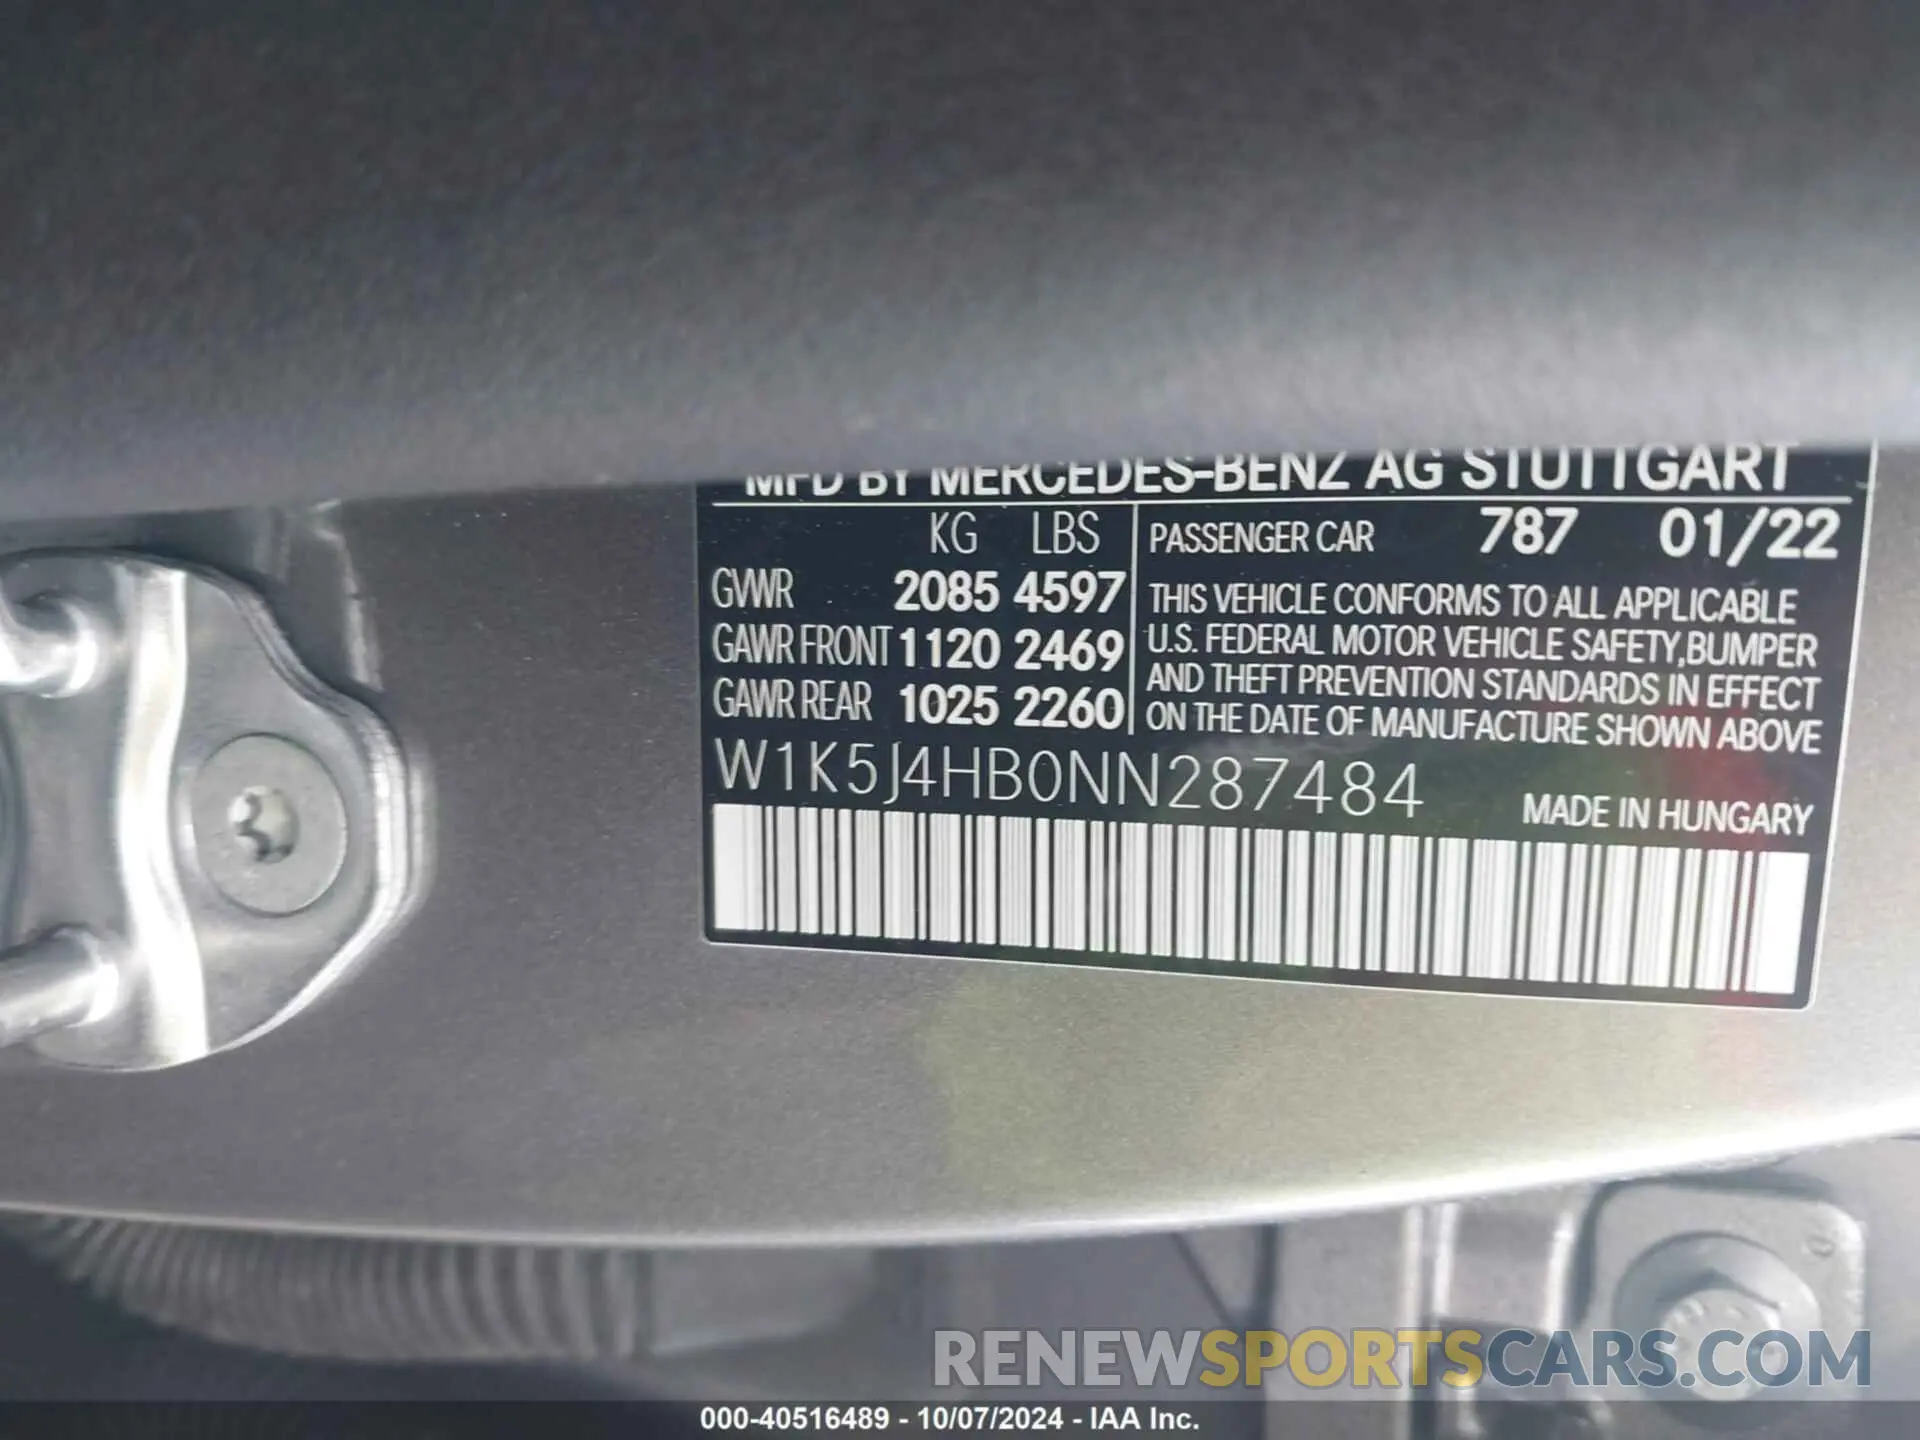 MFD BY MERCEDES-BENZ AG STUTTGART
KG LBS
GVWR 2085 4597
GAWR FRONT 1120 2469
GAWR REAR 1025 2260
PASSENGER CAR 787 01/22
THIS VEHICLE CONFORMS TO ALL APPLICABLE
U.S. FEDERAL MOTOR VEHICLE SAFETY,BUMPER
AND THEFT PREVENTION STANDARDS IN EFFECT
ON THE DATE OF MANUFACTURE SHOWN ABOVE
W1K5J4HB0NN287484
MADE IN HUNGARY
RENEWSPORTSCARS.COM
000-40516489 - 10/07/2024 - IAA Inc.